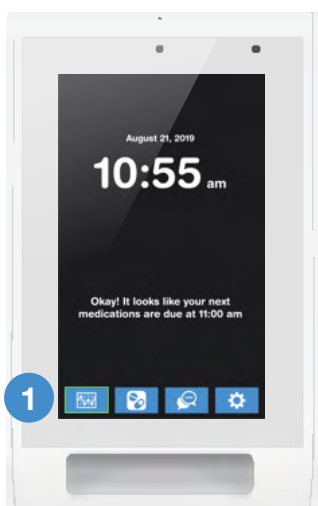 August 21, 2019
10:55 am
Okay! It looks like your next
medications are due at 11:00 am
1